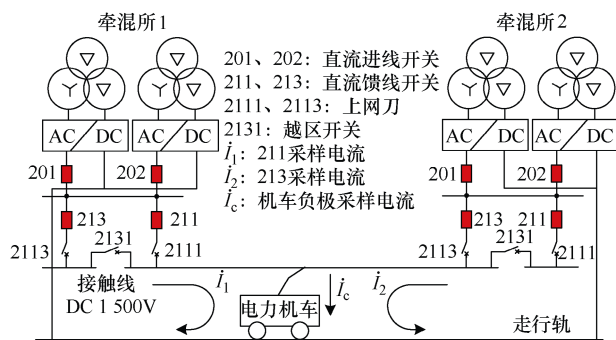 牵混所1
牵混所2
201、202：直流进线开关
211、213：直流馈线开关
2111、2113：上网刀
2131：越区开关
İ₁：211采样电流
İ₂：213采样电流
İc：机车负极采样电流
AC DC
AC DC
AC DC
AC DC
201
202
201
202
213
211
213
211
2113
2131
2111
2113
2131
2111
接触线
DC 1 500V
İ₁
电力机车
İc
İ₂
走行轨